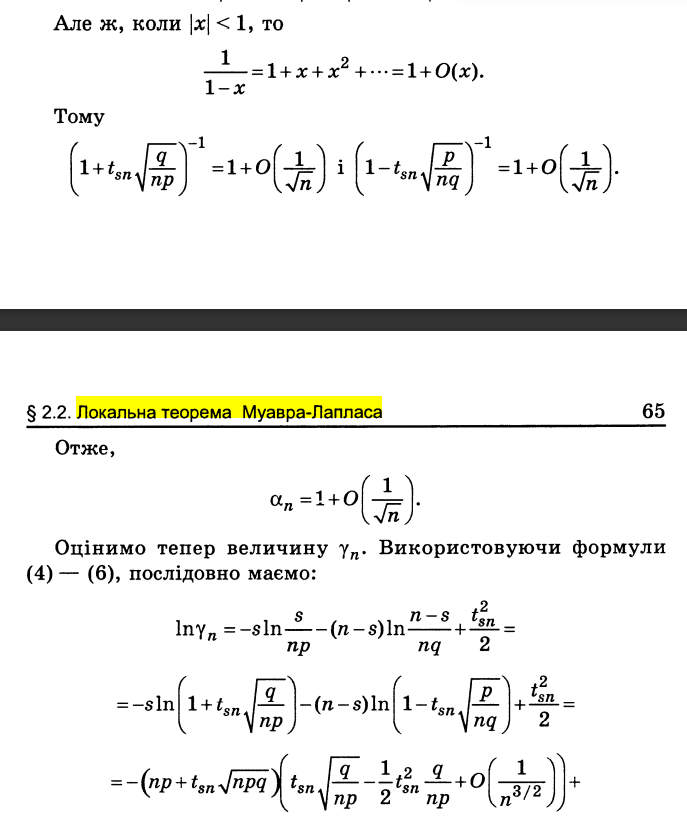 Але ж, коли |x| < 1, то
\frac{1}{1-x}=1+x+x^2+\cdots=1+O(x).
Тому
\left(1+t_{sn}\sqrt{\frac{q}{np}}\right)^{-1}=1+O\left(\frac{1}{\sqrt{n}}\right) і \left(1-t_{sn}\sqrt{\frac{p}{nq}}\right)^{-1}=1+O\left(\frac{1}{\sqrt{n}}\right).
§ 2.2. Локальна теорема Муавра-Лапласа 65
Отже,
α_n=1+O\left(\frac{1}{\sqrt{n}}\right).
Оцінимо тепер величину γ_n. Використовуючи формули
(4) — (6), послідовно маємо:
\lnγ_n=-s\ln\frac{s}{np}-(n-s)\ln\frac{n-s}{nq}+\frac{t_{sn}^2}{2}=
=-s\ln\left(1+t_{sn}\sqrt{\frac{q}{np}}\right)-(n-s)\ln\left(1-t_{sn}\sqrt{\frac{p}{nq}}\right)+\frac{t_{sn}^2}{2}=
=-\left(np+t_{sn}\sqrt{npq}\right)\left(t_{sn}\sqrt{\frac{q}{np}}-\frac{1}{2}t_{sn}^2\frac{q}{np}+O\left(\frac{1}{n^{3/2}}\right)\right)+